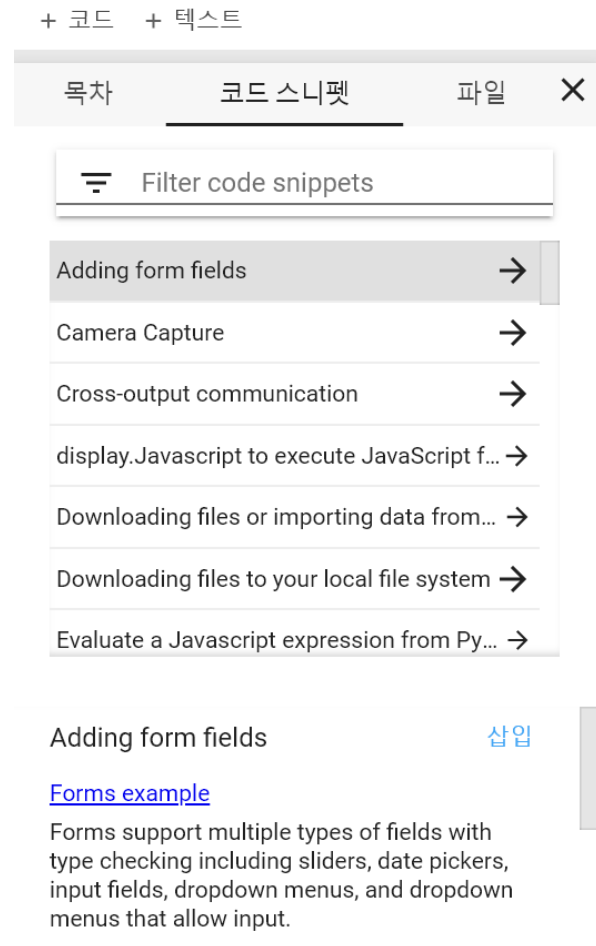 + 코드 + 텍스트
목차 코드 스니펫 파일 ×
Filter code snippets
Adding form fields →
Camera Capture →
Cross-output communication →
display.Javascript to execute JavaScript f... →
Downloading files or importing data from... →
Downloading files to your local file system →
Evaluate a Javascript expression from Py... →
Adding form fields 삽입
Forms example
Forms support multiple types of fields with
type checking including sliders, date pickers,
input fields, dropdown menus, and dropdown
menus that allow input.